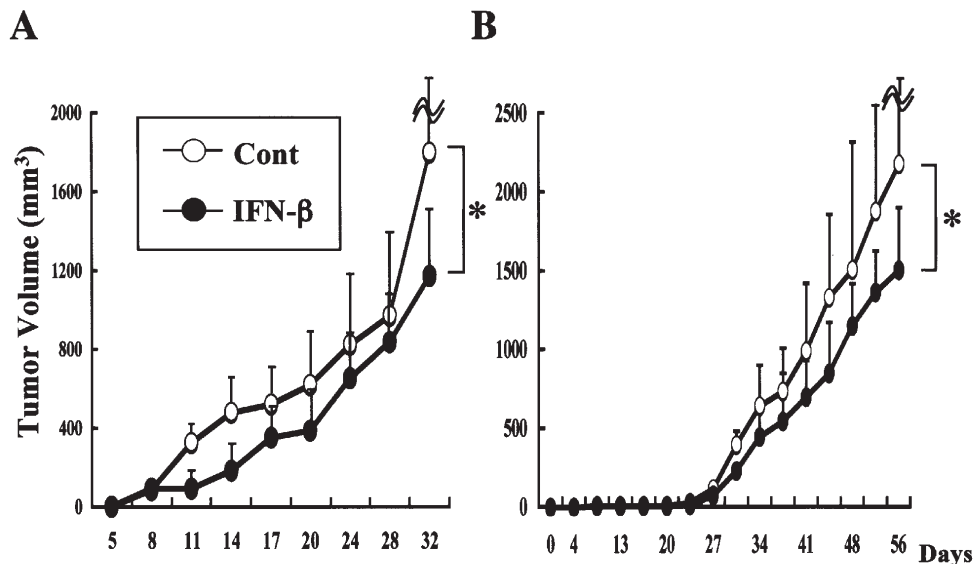 A
B
Tumor Volume (mm³)
2000
1600
1200
800
400
0
Cont
IFN-β
*
5 8 11 14 17 20 24 28 32
2500
2000
1500
1000
500
0
*
0 4 13 20 27 34 41 48 56 Days